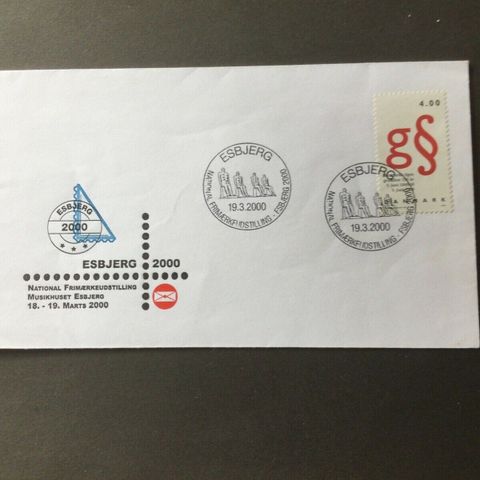 ESBJERG
NATIONAL FRIMÆRKEUDSTILLING - ESBJERG 2000
19.3.2000
ESBJERG
NATIONAL FRIMÆRKEUDSTILLING - ESBJERG 2000
19.3.2000
4.00
g§
DANMARK
ESBJERG
2000
ESBJERG 2000
NATIONAL FRIMÆRKEUDSTILLING
MUSIKHUSET ESBJERG
18. - 19. MARTS 2000